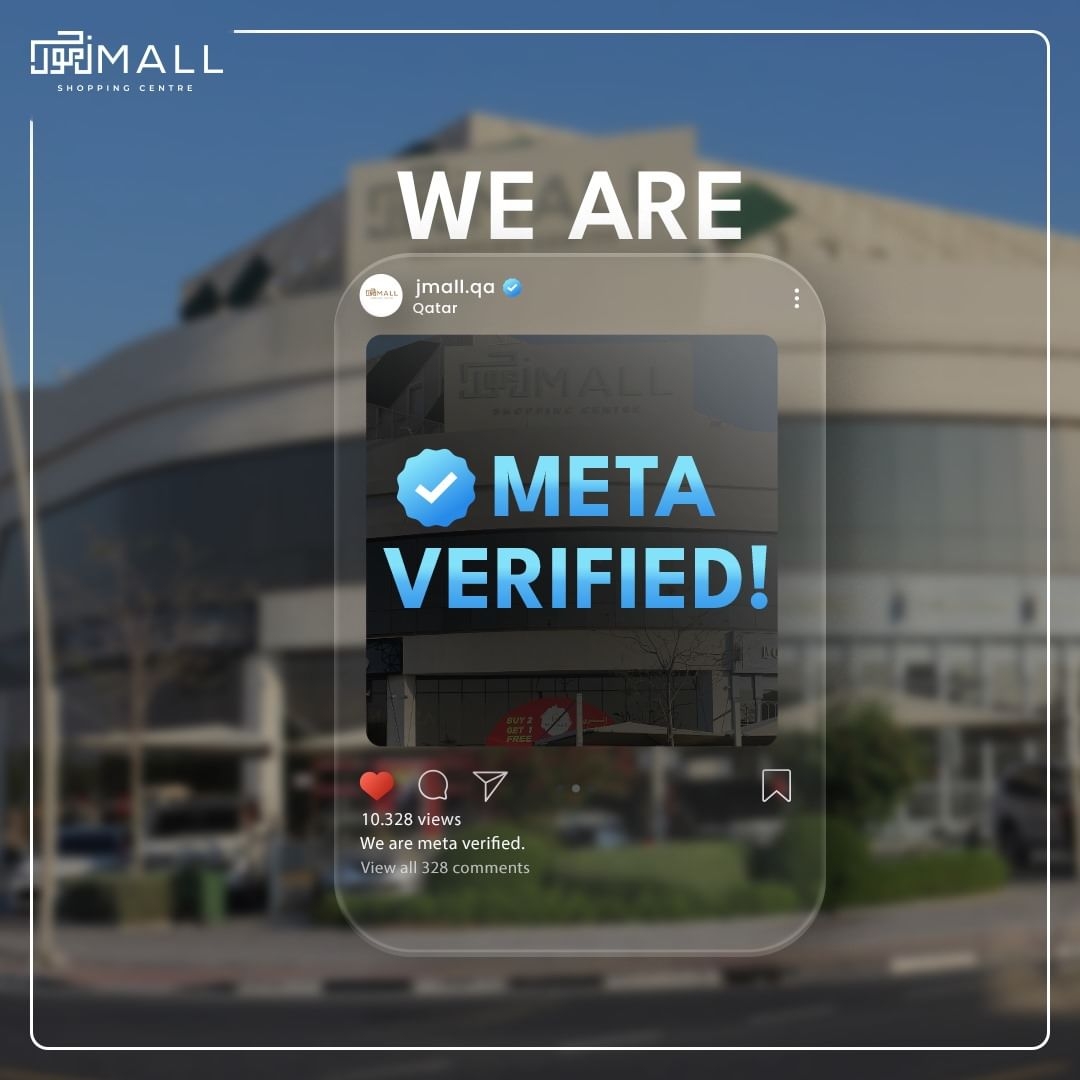 جمول MALL
SHOPPING CENTRE
WE ARE
jmall.qa
Qatar
MALL
SHOPPING CENTRE
META
VERIFIED!
BUY 2
GET 1
FREE
10.328 views
We are meta verified.
View all 328 comments